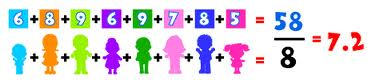 6 + 8 + 9 + 6 + 9 + 7 + 8 + 5 = 58
+ + + + + + + = 8 = 7.2